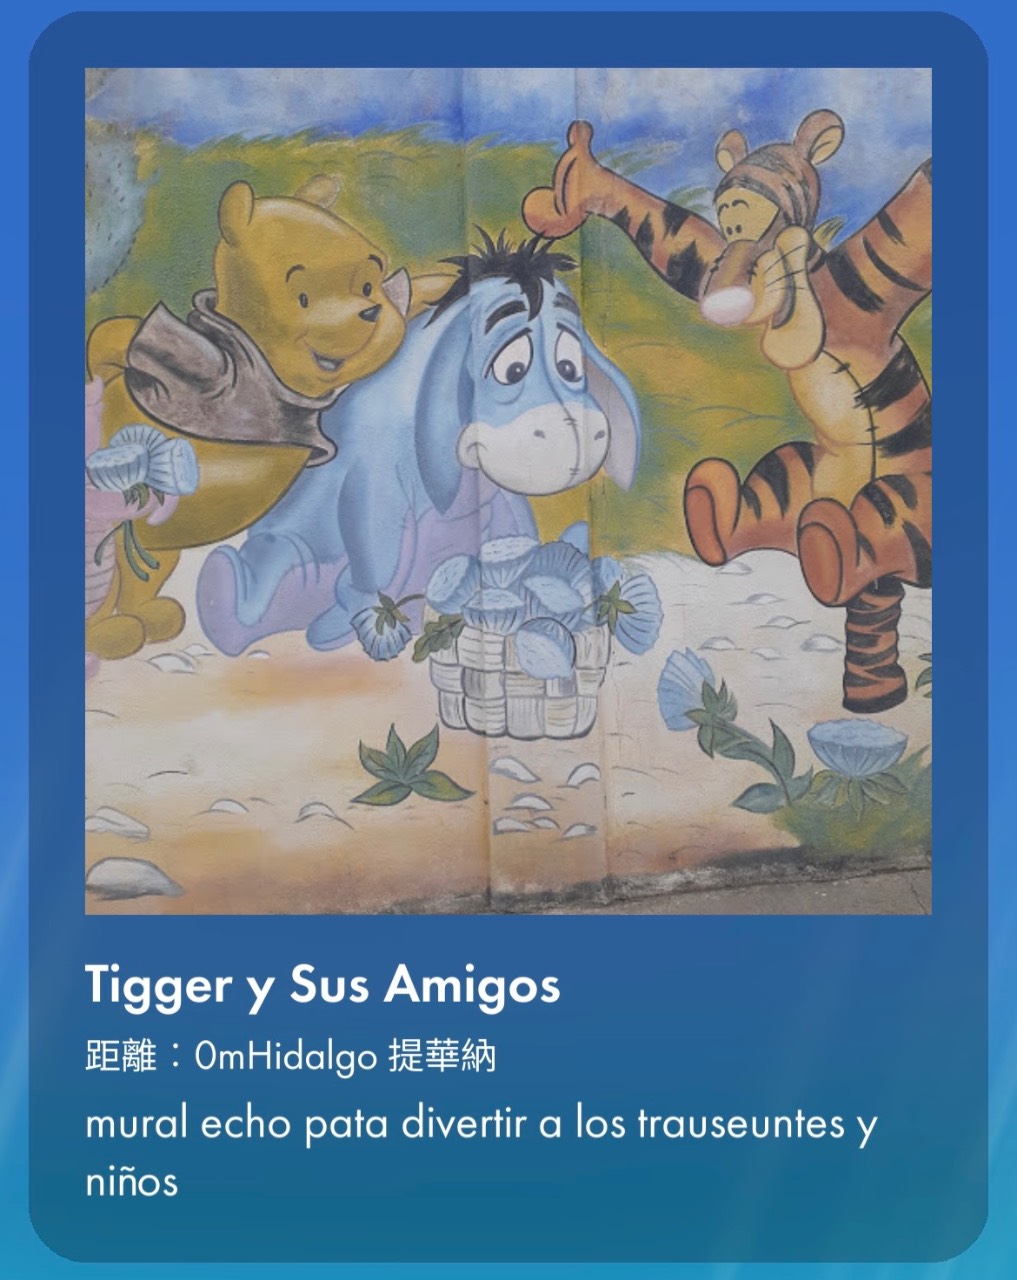 Tigger y Sus Amigos
距離：0mHidalgo 提華納
mural echo pata divertir a los trauseuntes y
niños